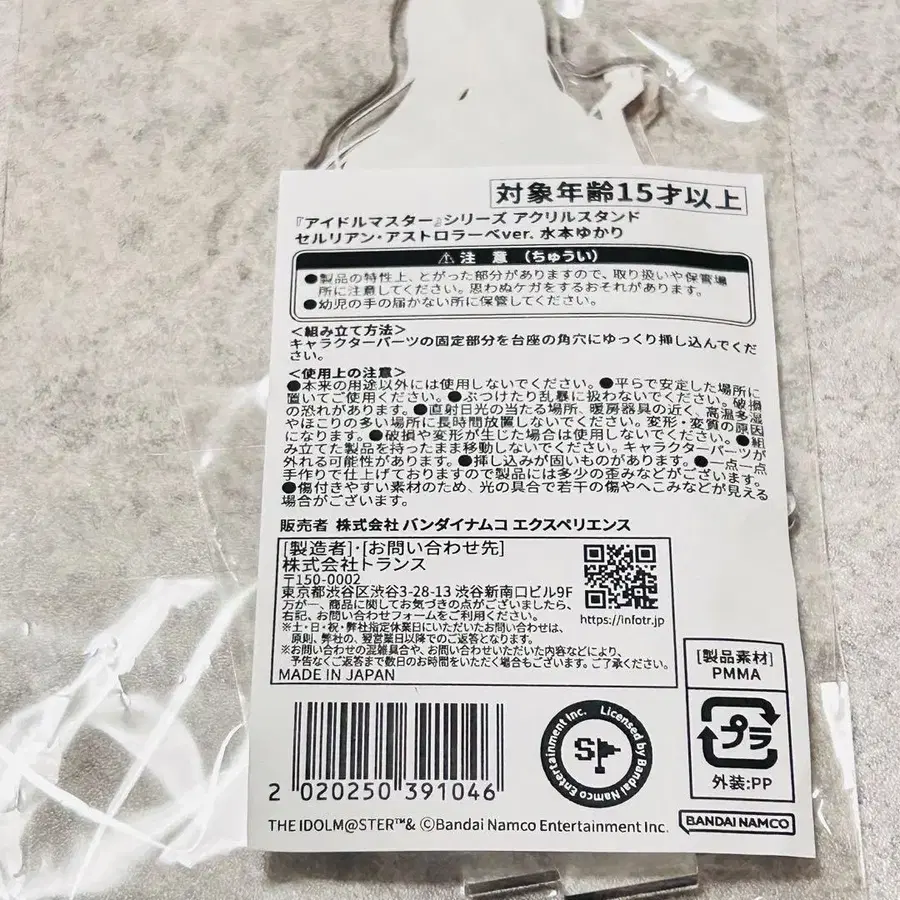 対象年齢15才以上
『アイドルマスター』シリーズ アクリルスタンド
セルリアン・アストロラーベver. 水本ゆかり
⚠注 意 (ちゅうい)
●製品の特性上、とがった部分がありますので、取り扱いや保管場
所に注意してください。思わぬケガをするおそれがあります。
●幼児の手の届かない所に保管してください。
<組み立て方法>
キャラクターパーツの固定部分を台座の角穴にゆっくり挿し込んでくだ
さい。
<使用上の注意>
●本来の用途以外には使用しないでください。●平らで安定した場所に
置いてご使用ください。●ぶつけたり乱暴に扱わないでください。破損
の恐れがあります。●直射日光の当たる場所、暖房器具の近く、高温多湿
やほこりの多い場所に長時間放置しないでください。変形・変質の原因
になります。●破損や変形が生じた場合は使用しないでください。●組
み立てた製品を持ったまま移動しないでください。キャラクターパーツが
外れる可能性があります。●挿し込みが固いものがあります。●一点一点
手作りで仕上げておりますので製品には多少の歪みなどがございます。
●傷付きやすい素材のため、光の具合で若干の傷やへこみなどが見える
場合がございます。
販売者 株式会社 バンダイナムコ エクスペリエンス
[製造者]・[お問い合わせ先]
株式会社トランス
〒150-0002
東京都渋谷区渋谷3-28-13 渋谷新南口ビル9F
万が一、商品に関してお気づきの点がございましたら、
右記、お問い合わせフォームをご利用ください。
※土・日・祝・弊社指定休業日にいただいたお問い合わせは、
原則、弊社の、翌営業日以降でのご返答となります。
※お問い合わせの混雑具合や、お問い合わせいただいた内容などにより、
予告なくご返答まで数日のお時間をいただく場合もございます。ご了承ください。
MADE IN JAPAN
https://infotr.jp
[製品素材]
PMMA
プラ
外装:PP
2 020250 391046
Licensed by Bandai Namco Entertainment Inc.
SP
THE IDOLM@STER™& ©Bandai Namco Entertainment Inc.
BANDAI NAMCO